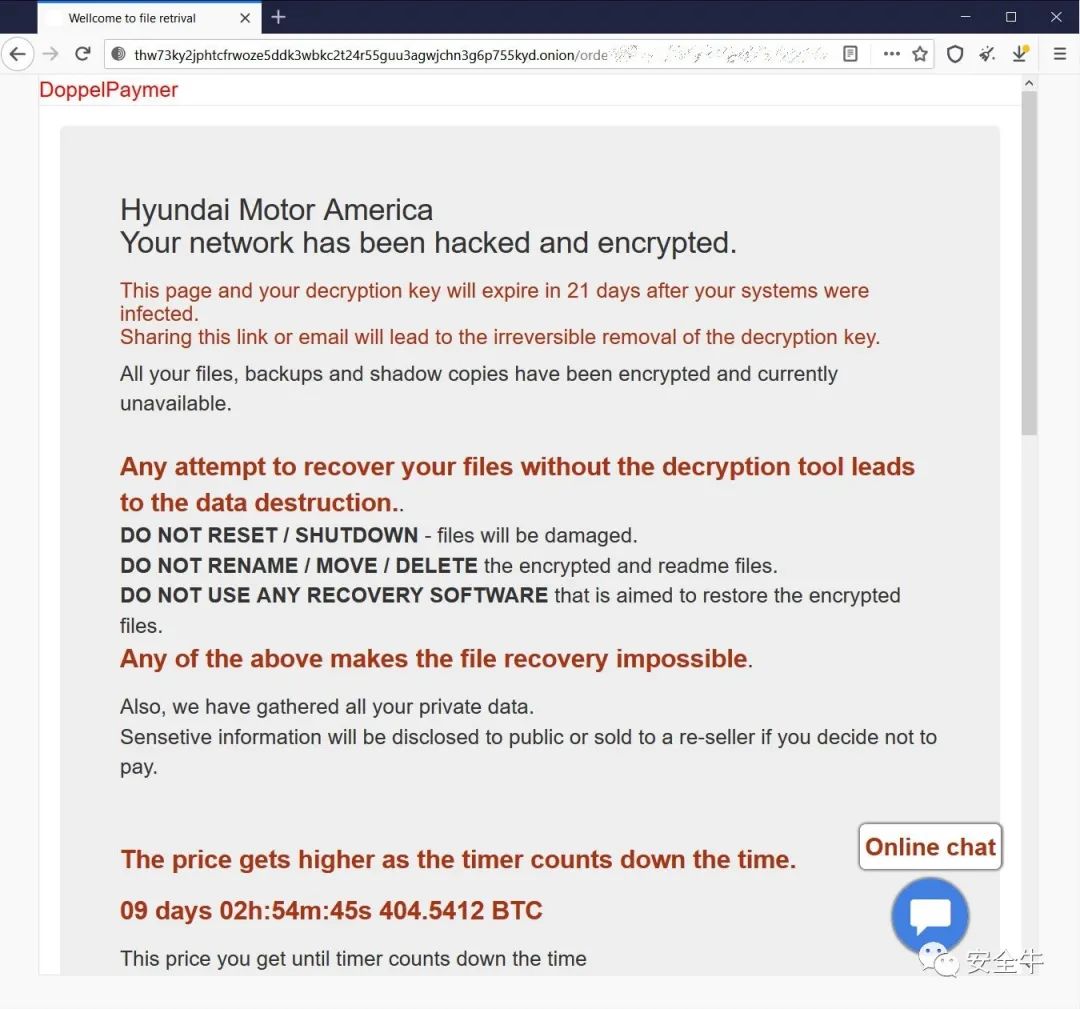 Wellcome to file retrival
thw73ky2jphtcfrwoze5ddk3wbkc2t24r55guu3agwjchn3g6p755kyd.onion/orde
DoppelPaymer
Hyundai Motor America
Your network has been hacked and encrypted.
This page and your decryption key will expire in 21 days after your systems were
infected.
Sharing this link or email will lead to the irreversible removal of the decryption key.
All your files, backups and shadow copies have been encrypted and currently
unavailable.
Any attempt to recover your files without the decryption tool leads
to the data destruction..
DO NOT RESET / SHUTDOWN - files will be damaged.
DO NOT RENAME / MOVE / DELETE the encrypted and readme files.
DO NOT USE ANY RECOVERY SOFTWARE that is aimed to restore the encrypted
files.
Any of the above makes the file recovery impossible.
Also, we have gathered all your private data.
Sensetive information will be disclosed to public or sold to a re-seller if you decide not to
pay.
The price gets higher as the timer counts down the time.
Online chat
09 days 02h:54m:45s 404.5412 BTC
This price you get until timer counts down the time
安全牛